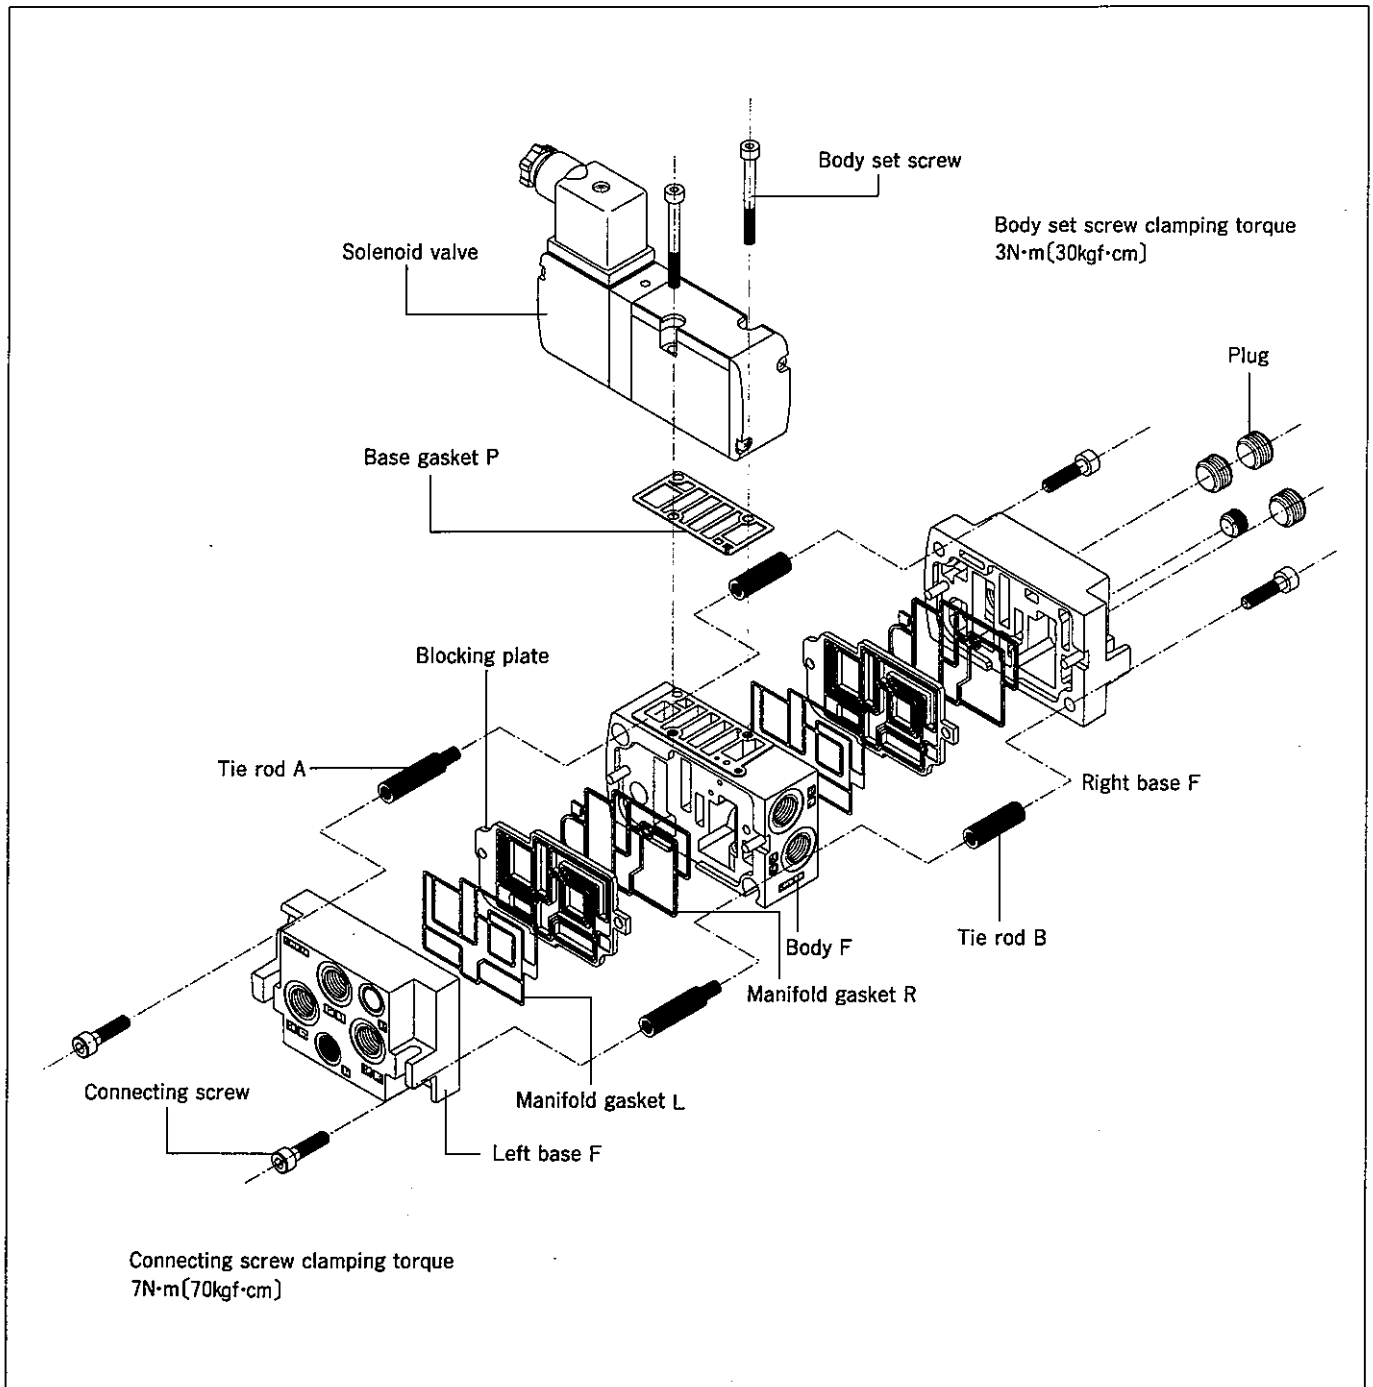 Body set screw
Body set screw clamping torque
3N·m(30kgf·cm)
Solenoid valve
Plug
Base gasket P
Blocking plate
Tie rod A
Right base F
Tie rod B
Body F
Manifold gasket R
Connecting screw
Manifold gasket L
Left base F
Connecting screw clamping torque
7N·m(70kgf·cm)